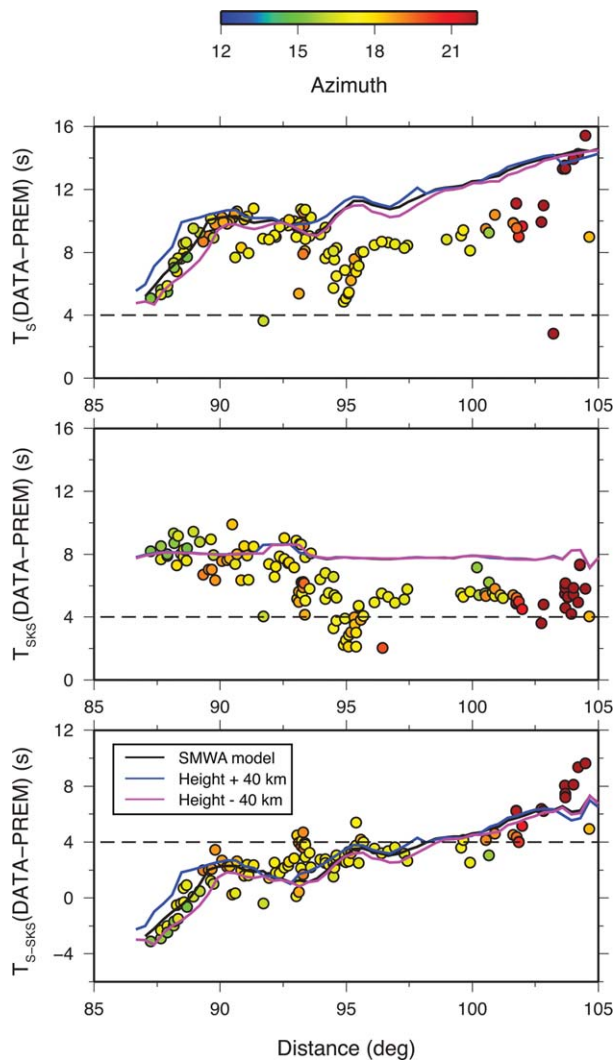 12 15 18 21
Azimuth
T_S(DATA−PREM) (s)
16
12
8
4
0
85 90 95 100 105
T_SKS(DATA−PREM) (s)
16
12
8
4
0
85 90 95 100 105
T_S−SKS(DATA−PREM) (s)
12
8
4
0
−4
SMWA model
Height + 40 km
Height - 40 km
85 90 95 100 105
Distance (deg)